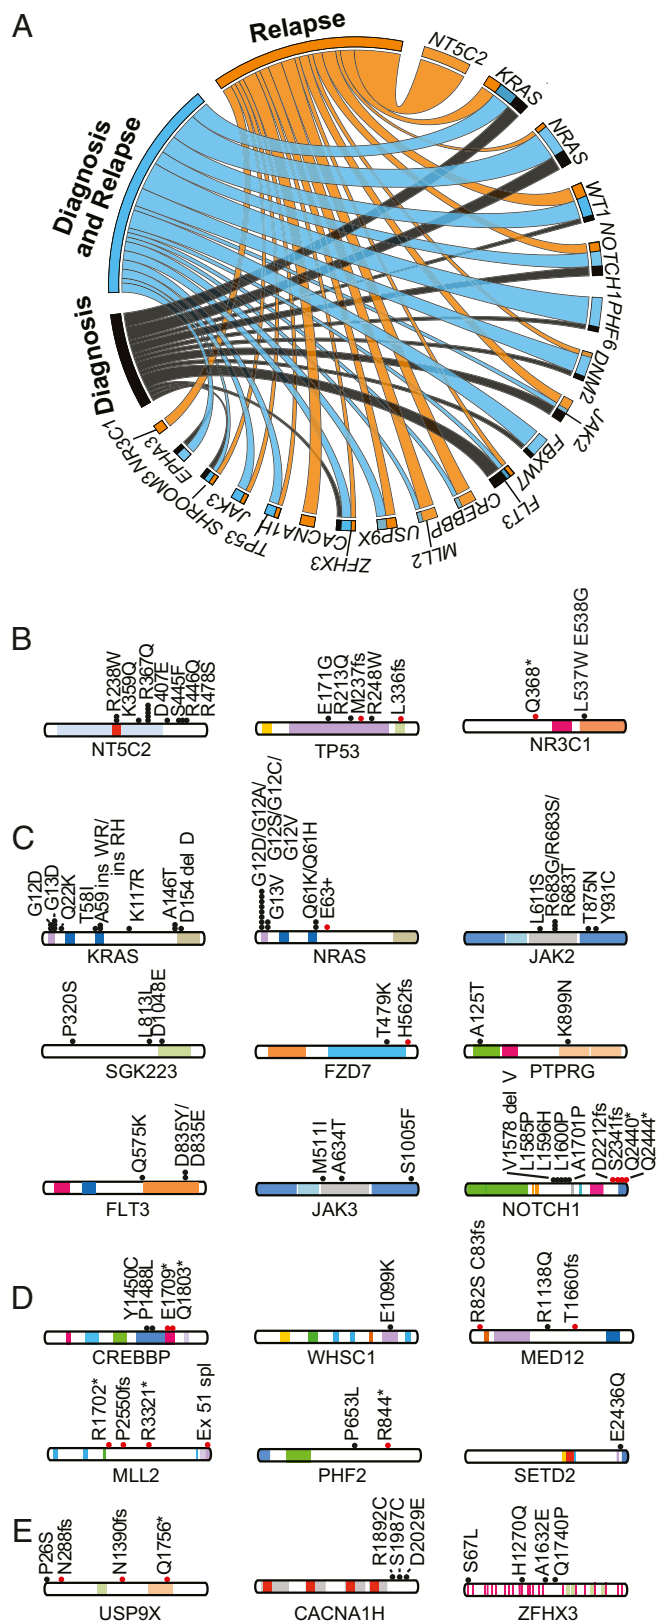 A
Relapse
NT5C2
KRAS
NRAS
WT1
NOTCH1
PHF6
DNM2
JAK2
FBXW7
FLT3
CREBBP
MLL2
USP9X
ZFHX3
CACNA1H
TP53
JAK3
SHROOM3
EPHA3
NR3C1
Diagnosis
Diagnosis
and Relapse
B
R238W
K359Q
R367Q
D407E
S445F
R446Q
R478S
NT5C2
E171G
R213Q
M237fs
R248W
L336fs
TP53
Q368*
L537W E538G
NR3C1
C
G12D
G13D
Q22K
T58I
A59 ins WR/
ins RH
K117R
A146T
D154 del D
KRAS
G12D/G12A/
G12S/G12C/
G12V
G13V
Q61K/Q61H
E63+
NRAS
L611S
R683G/R683S/
R683T
T875N
Y931C
JAK2
P320S
L813L
D1048E
SGK223
T479K
H562fs
FZD7
A125T
K899N
PTPRG
Q575K
D835Y/
D835E
FLT3
M511I
A634T
S1005F
JAK3
V1578 del V
L1585P
L1596H
L1600P
A1701P
D2212fs
S2341fs
Q2440*
Q2444*
NOTCH1
D
Y1450C
P1488L
E1709*
Q1803*
CREBBP
E1099K
WHSC1
R82S C83fs
R1138Q
T1660fs
MED12
R1702*
P2550fs
R3321*
Ex 51 spl
MLL2
P653L
R844*
PHF2
E2436Q
SETD2
E
P26S
N288fs
N1390fs
Q1756*
USP9X
R1892C
S1987C
D2029E
CACNA1H
S67L
H1270Q
A1632E
Q1740P
ZFHX3